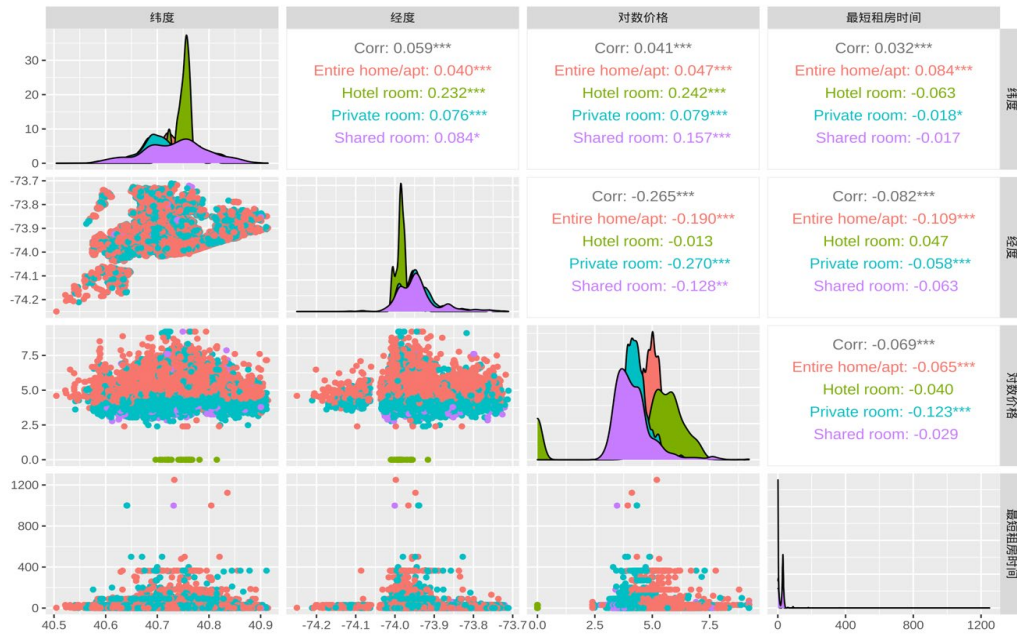 纬度
经度
对数价格
最短租房时间
30
20
10
0
Corr: 0.059***
Entire home/apt: 0.040***
Hotel room: 0.232***
Private room: 0.076***
Shared room: 0.084*
Corr: 0.041***
Entire home/apt: 0.047***
Hotel room: 0.242***
Private room: 0.079***
Shared room: 0.157***
Corr: 0.032***
Entire home/apt: 0.084***
Hotel room: -0.063
Private room: -0.018*
Shared room: -0.017
纬度
-73.7
-73.8
-73.9
-74.0
-74.1
-74.2
Corr: -0.265***
Entire home/apt: -0.190***
Hotel room: -0.013
Private room: -0.270***
Shared room: -0.128**
Corr: -0.082***
Entire home/apt: -0.109***
Hotel room: 0.047
Private room: -0.058***
Shared room: -0.063
经度
7.5
5.0
2.5
0.0
Corr: -0.069***
Entire home/apt: -0.065***
Hotel room: -0.040
Private room: -0.123***
Shared room: -0.029
对数价格
1200
800
400
0
最短租房时间
40.5 40.6 40.7 40.8 40.9
-74.2 -74.1 -74.0 -73.9 -73.8 -73.7
0.0 2.5 5.0 7.5
0 400 800 1200